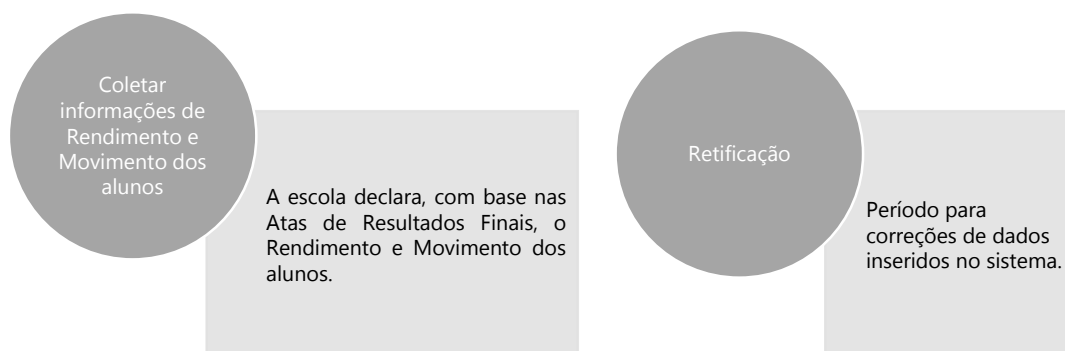 Coletar
informações de
Rendimento e
Movimento dos
alunos
A escola declara, com base nas
Atas de Resultados Finais, o
Rendimento e Movimento dos
alunos.
Retificação
Período para
correções de dados
inseridos no sistema.